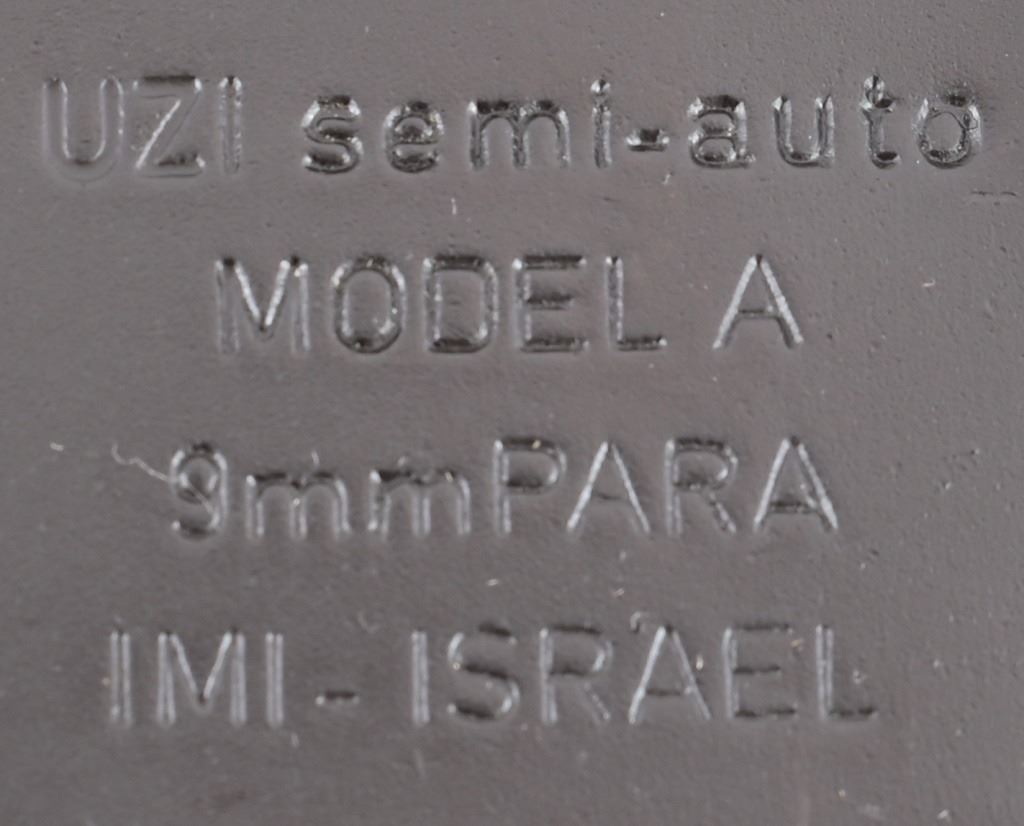 UZI semi-auto
MODEL A
9mmPARA
IMI - ISRAEL